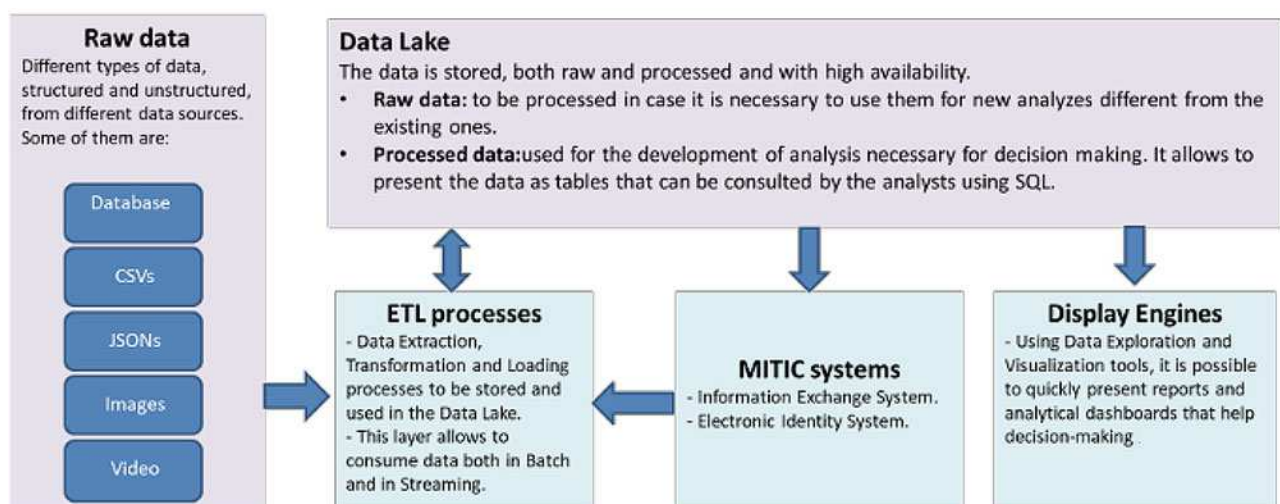 Raw data
Different types of data,
structured and unstructured,
from different data sources.
Some of them are:
Database
CSVs
JSONs
Images
Video
Data Lake
The data is stored, both raw and processed and with high availability.
• Raw data: to be processed in case it is necessary to use them for new analyzes different from the
existing ones.
• Processed data:used for the development of analysis necessary for decision making. It allows to
present the data as tables that can be consulted by the analysts using SQL.
ETL processes
- Data Extraction,
Transformation and Loading
processes to be stored and
used in the Data Lake.
- This layer allows to
consume data both in Batch
and in Streaming.
MITIC systems
- Information Exchange System.
- Electronic Identity System.
Display Engines
- Using Data Exploration and
Visualization tools, it is possible
to quickly present reports and
analytical dashboards that help
decision-making